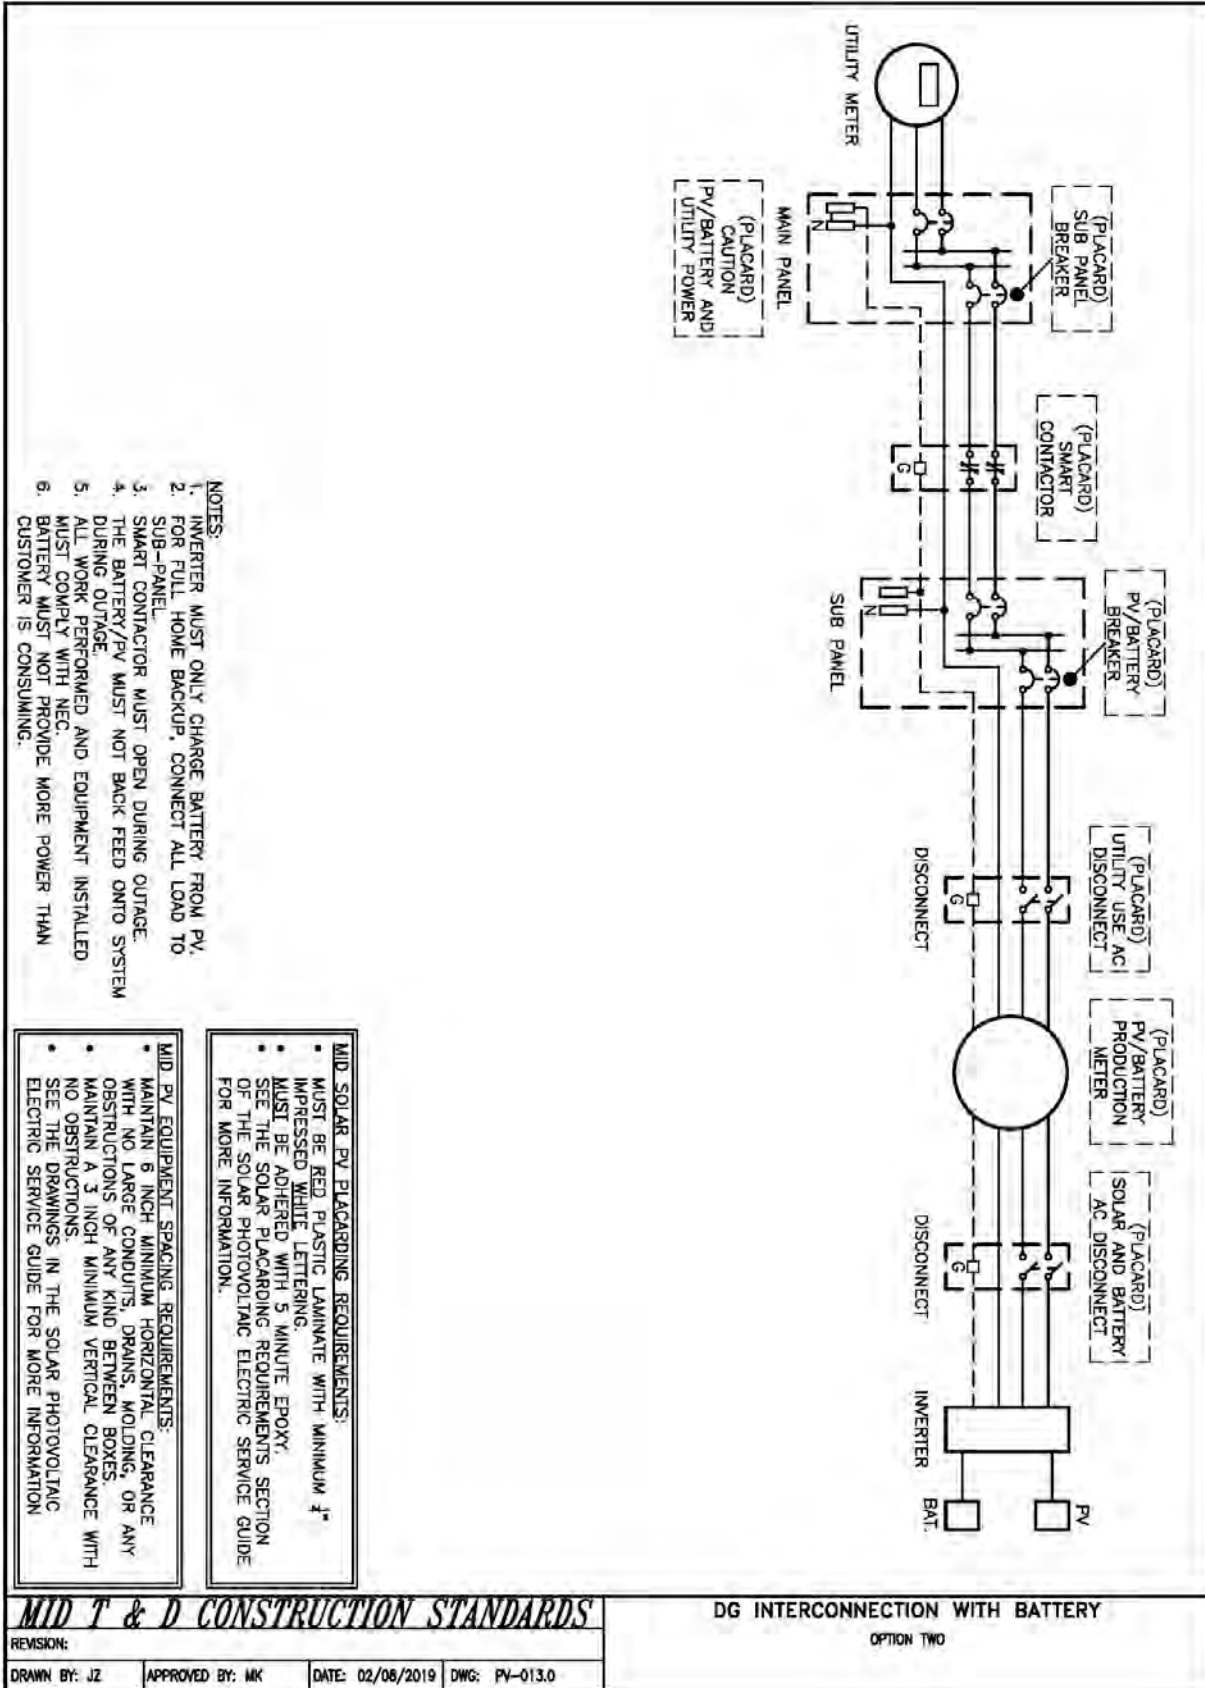 UTILITY METER
(PLACARD)
SUB PANEL
BREAKER
N
MAIN PANEL
(PLACARD)
CAUTION
PV/BATTERY AND
UTILITY POWER
(PLACARD)
SMART
CONTACTOR
G
(PLACARD)
PV/BATTERY
BREAKER
N
SUB PANEL
(PLACARD)
UTILITY USE AC
DISCONNECT
G
DISCONNECT
(PLACARD)
PV/BATTERY
PRODUCTION
METER
(PLACARD)
SOLAR AND BATTERY
AC DISCONNECT
G
DISCONNECT
INVERTER
PV
BAT.
NOTES:
1. INVERTER MUST ONLY CHARGE BATTERY FROM PV.
2. FOR FULL HOME BACKUP, CONNECT ALL LOAD TO
SUB-PANEL.
3. SMART CONTACTOR MUST OPEN DURING OUTAGE.
4. THE BATTERY/PV MUST NOT BACK FEED ONTO SYSTEM
DURING OUTAGE.
5. ALL WORK PERFORMED AND EQUIPMENT INSTALLED
MUST COMPLY WITH NEC.
6. BATTERY MUST NOT PROVIDE MORE POWER THAN
CUSTOMER IS CONSUMING.
MID SOLAR PV PLACARDING REQUIREMENTS:
• MUST BE RED PLASTIC LAMINATE WITH MINIMUM
IMPRESSED WHITE LETTERING.
• MUST BE ADHERED WITH 5 MINUTE EPOXY.
• SEE THE SOLAR PLACARDING REQUIREMENTS SECTION
OF THE SOLAR PHOTOVOLTAIC ELECTRIC SERVICE GUIDE
FOR MORE INFORMATION.
MID PV EQUIPMENT SPACING REQUIREMENTS:
• MAINTAIN 6 INCH MINIMUM HORIZONTAL CLEARANCE
WITH NO LARGE CONDUITS, DRAINS, MOLDING, OR ANY
OBSTRUCTIONS OF ANY KIND BETWEEN BOXES.
• MAINTAIN A 3 INCH MINIMUM VERTICAL CLEARANCE WITH
NO OBSTRUCTIONS.
• SEE THE DRAWINGS IN THE SOLAR PHOTOVOLTAIC
ELECTRIC SERVICE GUIDE FOR MORE INFORMATION
MID T & D CONSTRUCTION STANDARDS
REVISION:
DRAWN BY: JZ APPROVED BY: MK DATE: 02/08/2019 DWG: PV-013.0
DG INTERCONNECTION WITH BATTERY
OPTION TWO